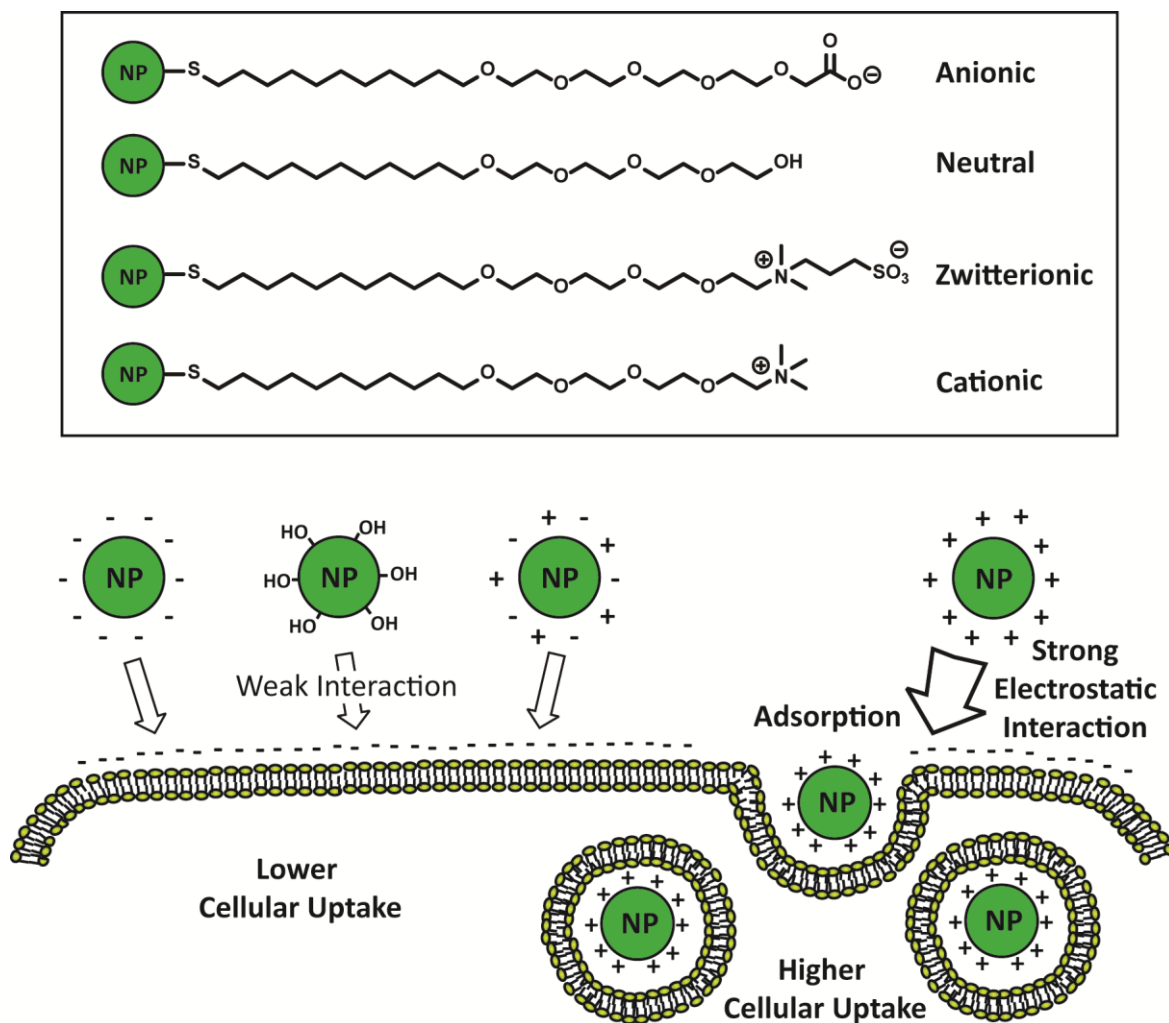 NP S O O O O O O O ⊖ Anionic
NP S O O O O OH Neutral
NP S O O O O ⊕ N SO3 ⊖ Zwitterionic
NP S O O O O ⊕ N Cationic
- - - - - - - - - - NP
HO OH HO OH HO OH NP
+ - - + + - - + + - NP
+ + + + + + + + + + NP
Weak Interaction
Strong
Electrostatic
Interaction
Adsorption
+ + + + + + + + + + NP
Lower
Cellular Uptake
+ + + + + + + + + + NP
+ + + + + + + + + + NP
Higher
Cellular Uptake